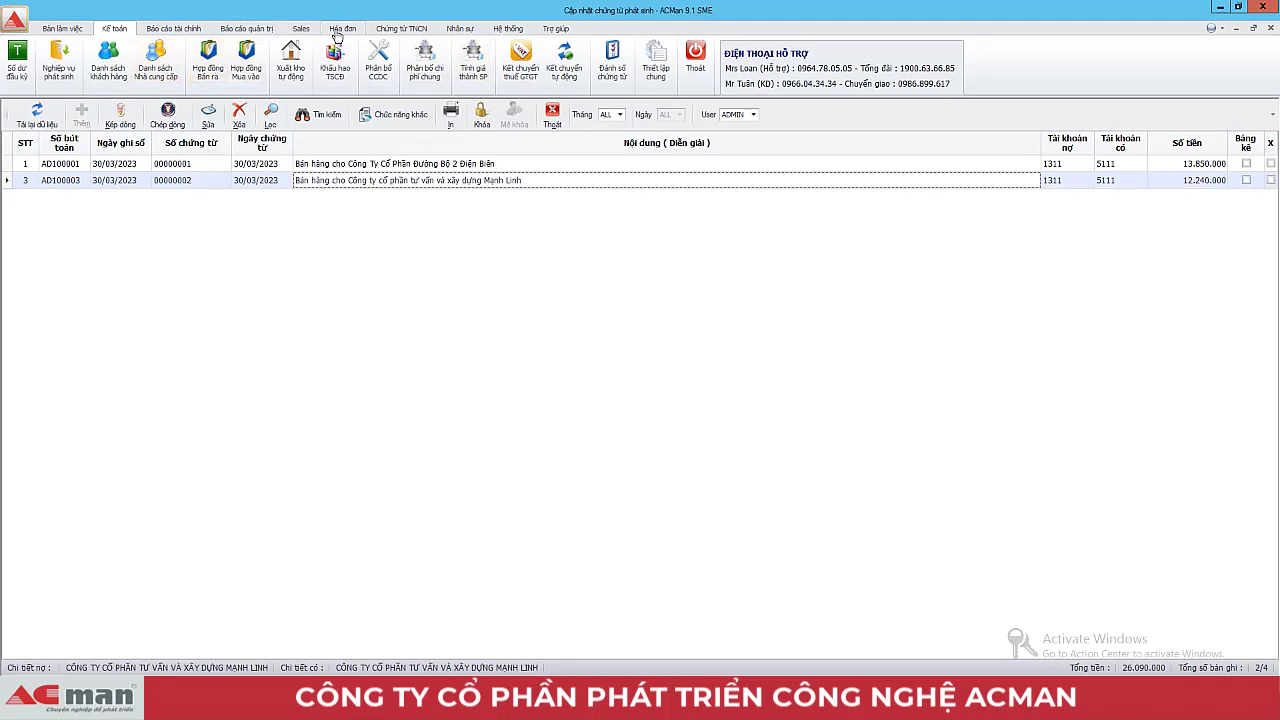 Cập nhật chứng từ phát sinh - ACMan 9.1 SME
Bàn làm việc Kế toán Báo cáo tài chính Báo cáo quản trị Sales Hóa đơn Chứng từ TNCN Nhân sự Hệ thống Trợ giúp
Số dư đầu kỳ
Nghiệp vụ phát sinh
Danh sách khách hàng
Danh sách Nhà cung cấp
Hợp đồng Bán ra
Hợp đồng Mua vào
Xuất kho tự động
Khấu hao TSCĐ
Phân bổ CCDC
Phân bổ chi phí chung
Tính giá thành SP
Kết chuyển thuế GTGT
Kết chuyển tự động
Đánh số chứng từ
Thiết lập chung
Thoát
ĐIỆN THOẠI HỖ TRỢ
Mrs Loan (Hỗ trợ) : 0964.78.05.05 - Tổng đài : 1900.63.66.85
Mr Tuân (KD) : 0966.04.34.34 - Chuyển giao : 0986.899.617
Tải lại dữ liệu Thêm Kép dòng Chép dòng Sửa Xóa Lọc Tìm kiếm Chức năng khác In Khóa Mở khóa Thoát Tháng ALL Ngày ALL User ADMIN
STT Số bút toán Ngày ghi sổ Số chứng từ Ngày chứng từ Nội dung ( Diễn giải ) Tài khoản nợ Tài khoản có Số tiền Bảng kê X
1 AD100001 30/03/2023 00000001 30/03/2023 Bán hàng cho Công Ty Cổ Phần Đường Bộ 2 Điện Biên 1311 5111 13.850.000
3 AD100003 30/03/2023 00000002 30/03/2023 Bán hàng cho Công ty cổ phần tư vấn và xây dựng Mạnh Linh 1311 5111 12.240.000
Activate Windows
Go to Action Center to activate Windows.
Chi tiết nợ : CÔNG TY CỔ PHẦN TƯ VẤN VÀ XÂY DỰNG MẠNH LINH Chi tiết có : CÔNG TY CỔ PHẦN TƯ VẤN VÀ XÂY DỰNG MẠNH LINH Tổng tiền : 26.090.000 Tổng số bản ghi : 2/4
ACman
Chuyên nghiệp để phát triển
CÔNG TY CỔ PHẦN PHÁT TRIỂN CÔNG NGHỆ ACMAN